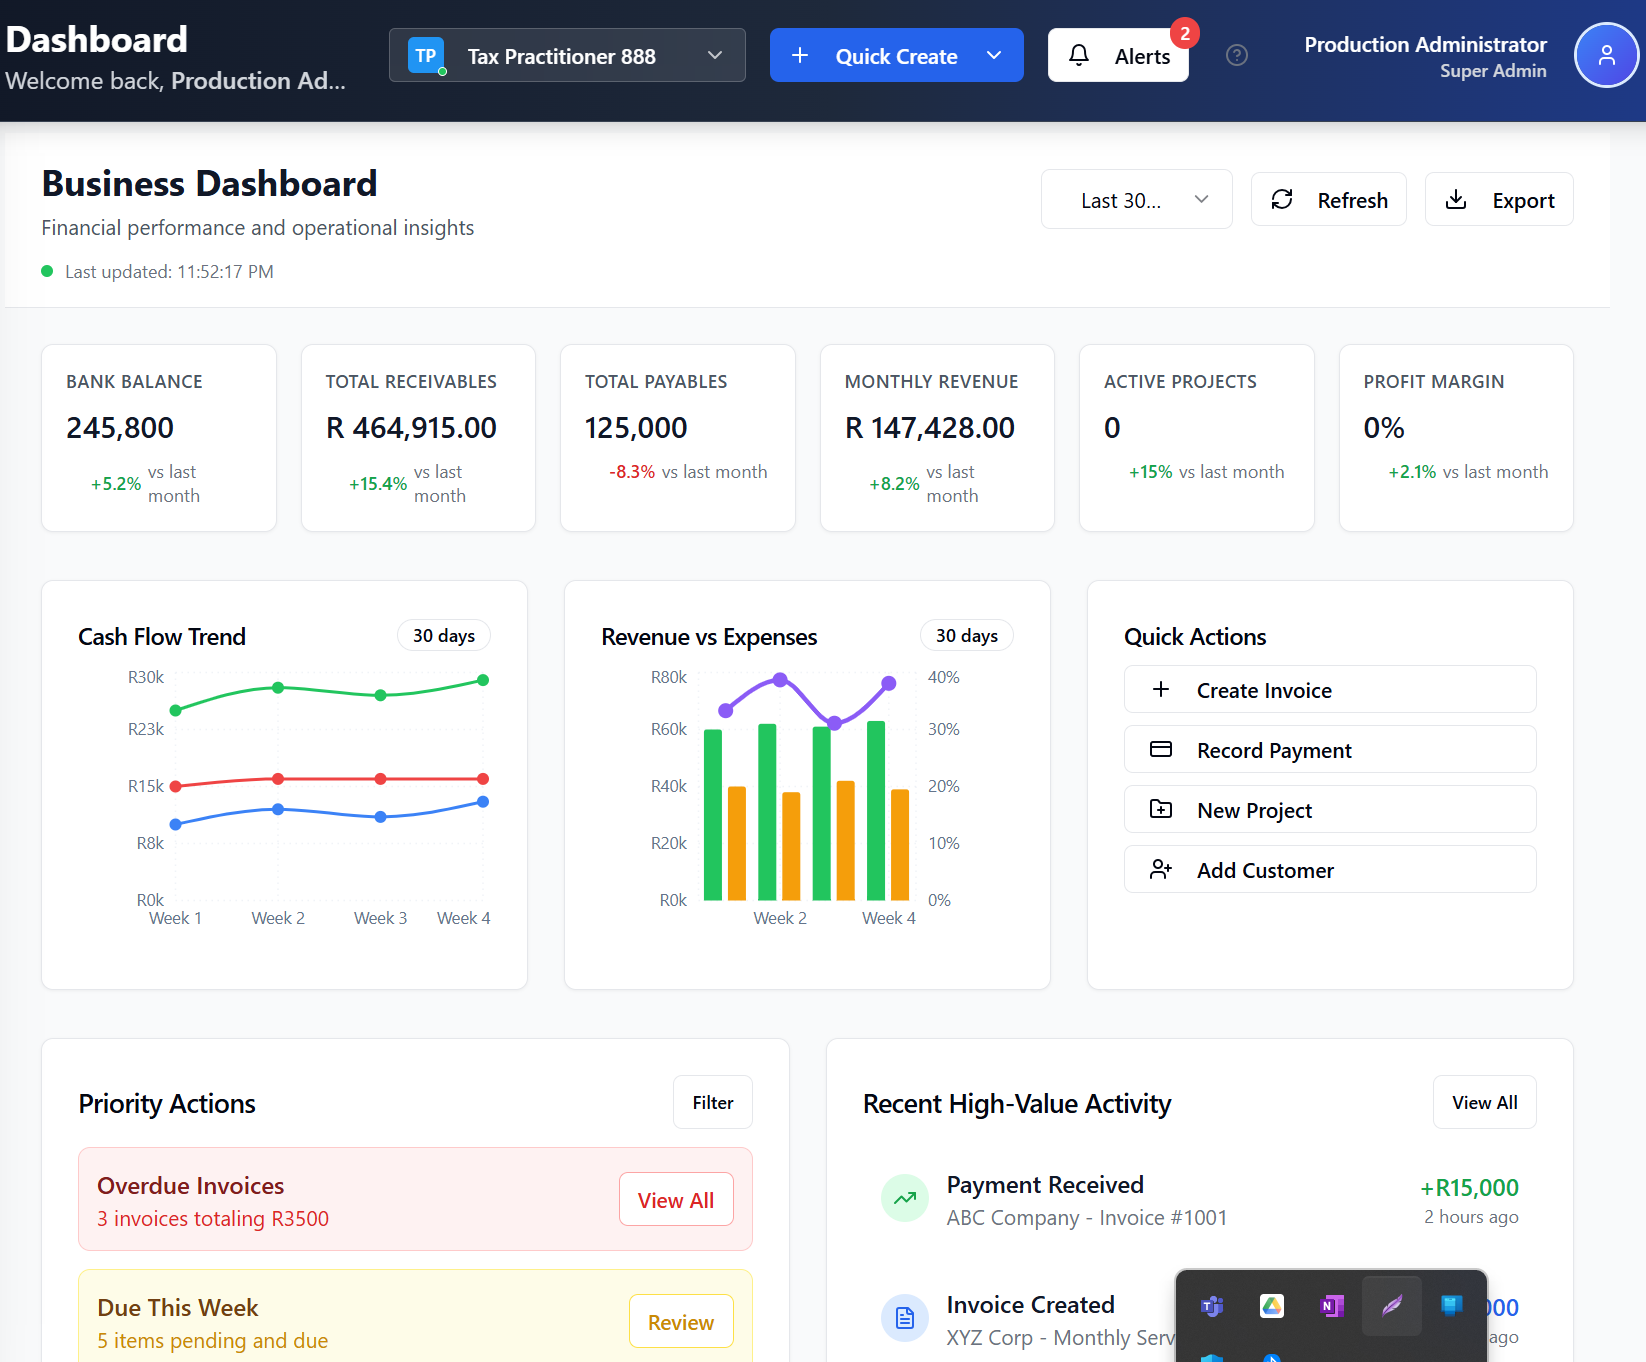 Dashboard
Welcome back, Production Ad...
TP
Tax Practitioner 888
Quick Create
Alerts
2
Production Administrator
Super Admin
Business Dashboard
Financial performance and operational insights
Last updated: 11:52:17 PM
Last 30...
Refresh
Export
BANK BALANCE
245,800
+5.2% vs last
month
TOTAL RECEIVABLES
R 464,915.00
+15.4% vs last
month
TOTAL PAYABLES
125,000
-8.3% vs last month
MONTHLY REVENUE
R 147,428.00
+8.2% vs last
month
ACTIVE PROJECTS
0
+15% vs last month
PROFIT MARGIN
0%
+2.1% vs last month
Cash Flow Trend
30 days
R30k
R23k
R15k
R8k
R0k
Week 1
Week 2
Week 3
Week 4
Revenue vs Expenses
30 days
R80k
R60k
R40k
R20k
R0k
40%
30%
20%
10%
0%
Week 2
Week 4
Quick Actions
Create Invoice
Record Payment
New Project
Add Customer
Priority Actions
Filter
Overdue Invoices
3 invoices totaling R3500
View All
Due This Week
5 items pending and due
Review
Recent High-Value Activity
View All
Payment Received
ABC Company - Invoice #1001
+R15,000
2 hours ago
Invoice Created
XYZ Corp - Monthly Serv
000
ago